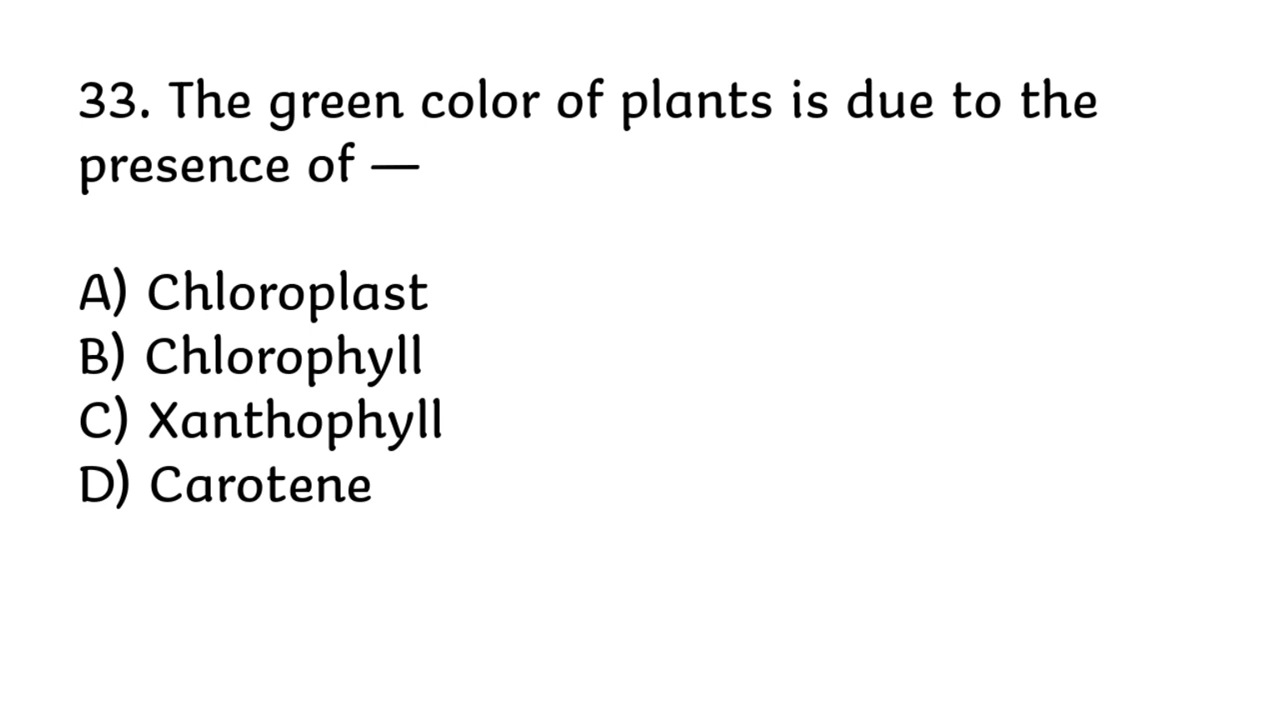 33. The green color of plants is due to the
presence of —
A) Chloroplast
B) Chlorophyll
C) Xanthophyll
D) Carotene